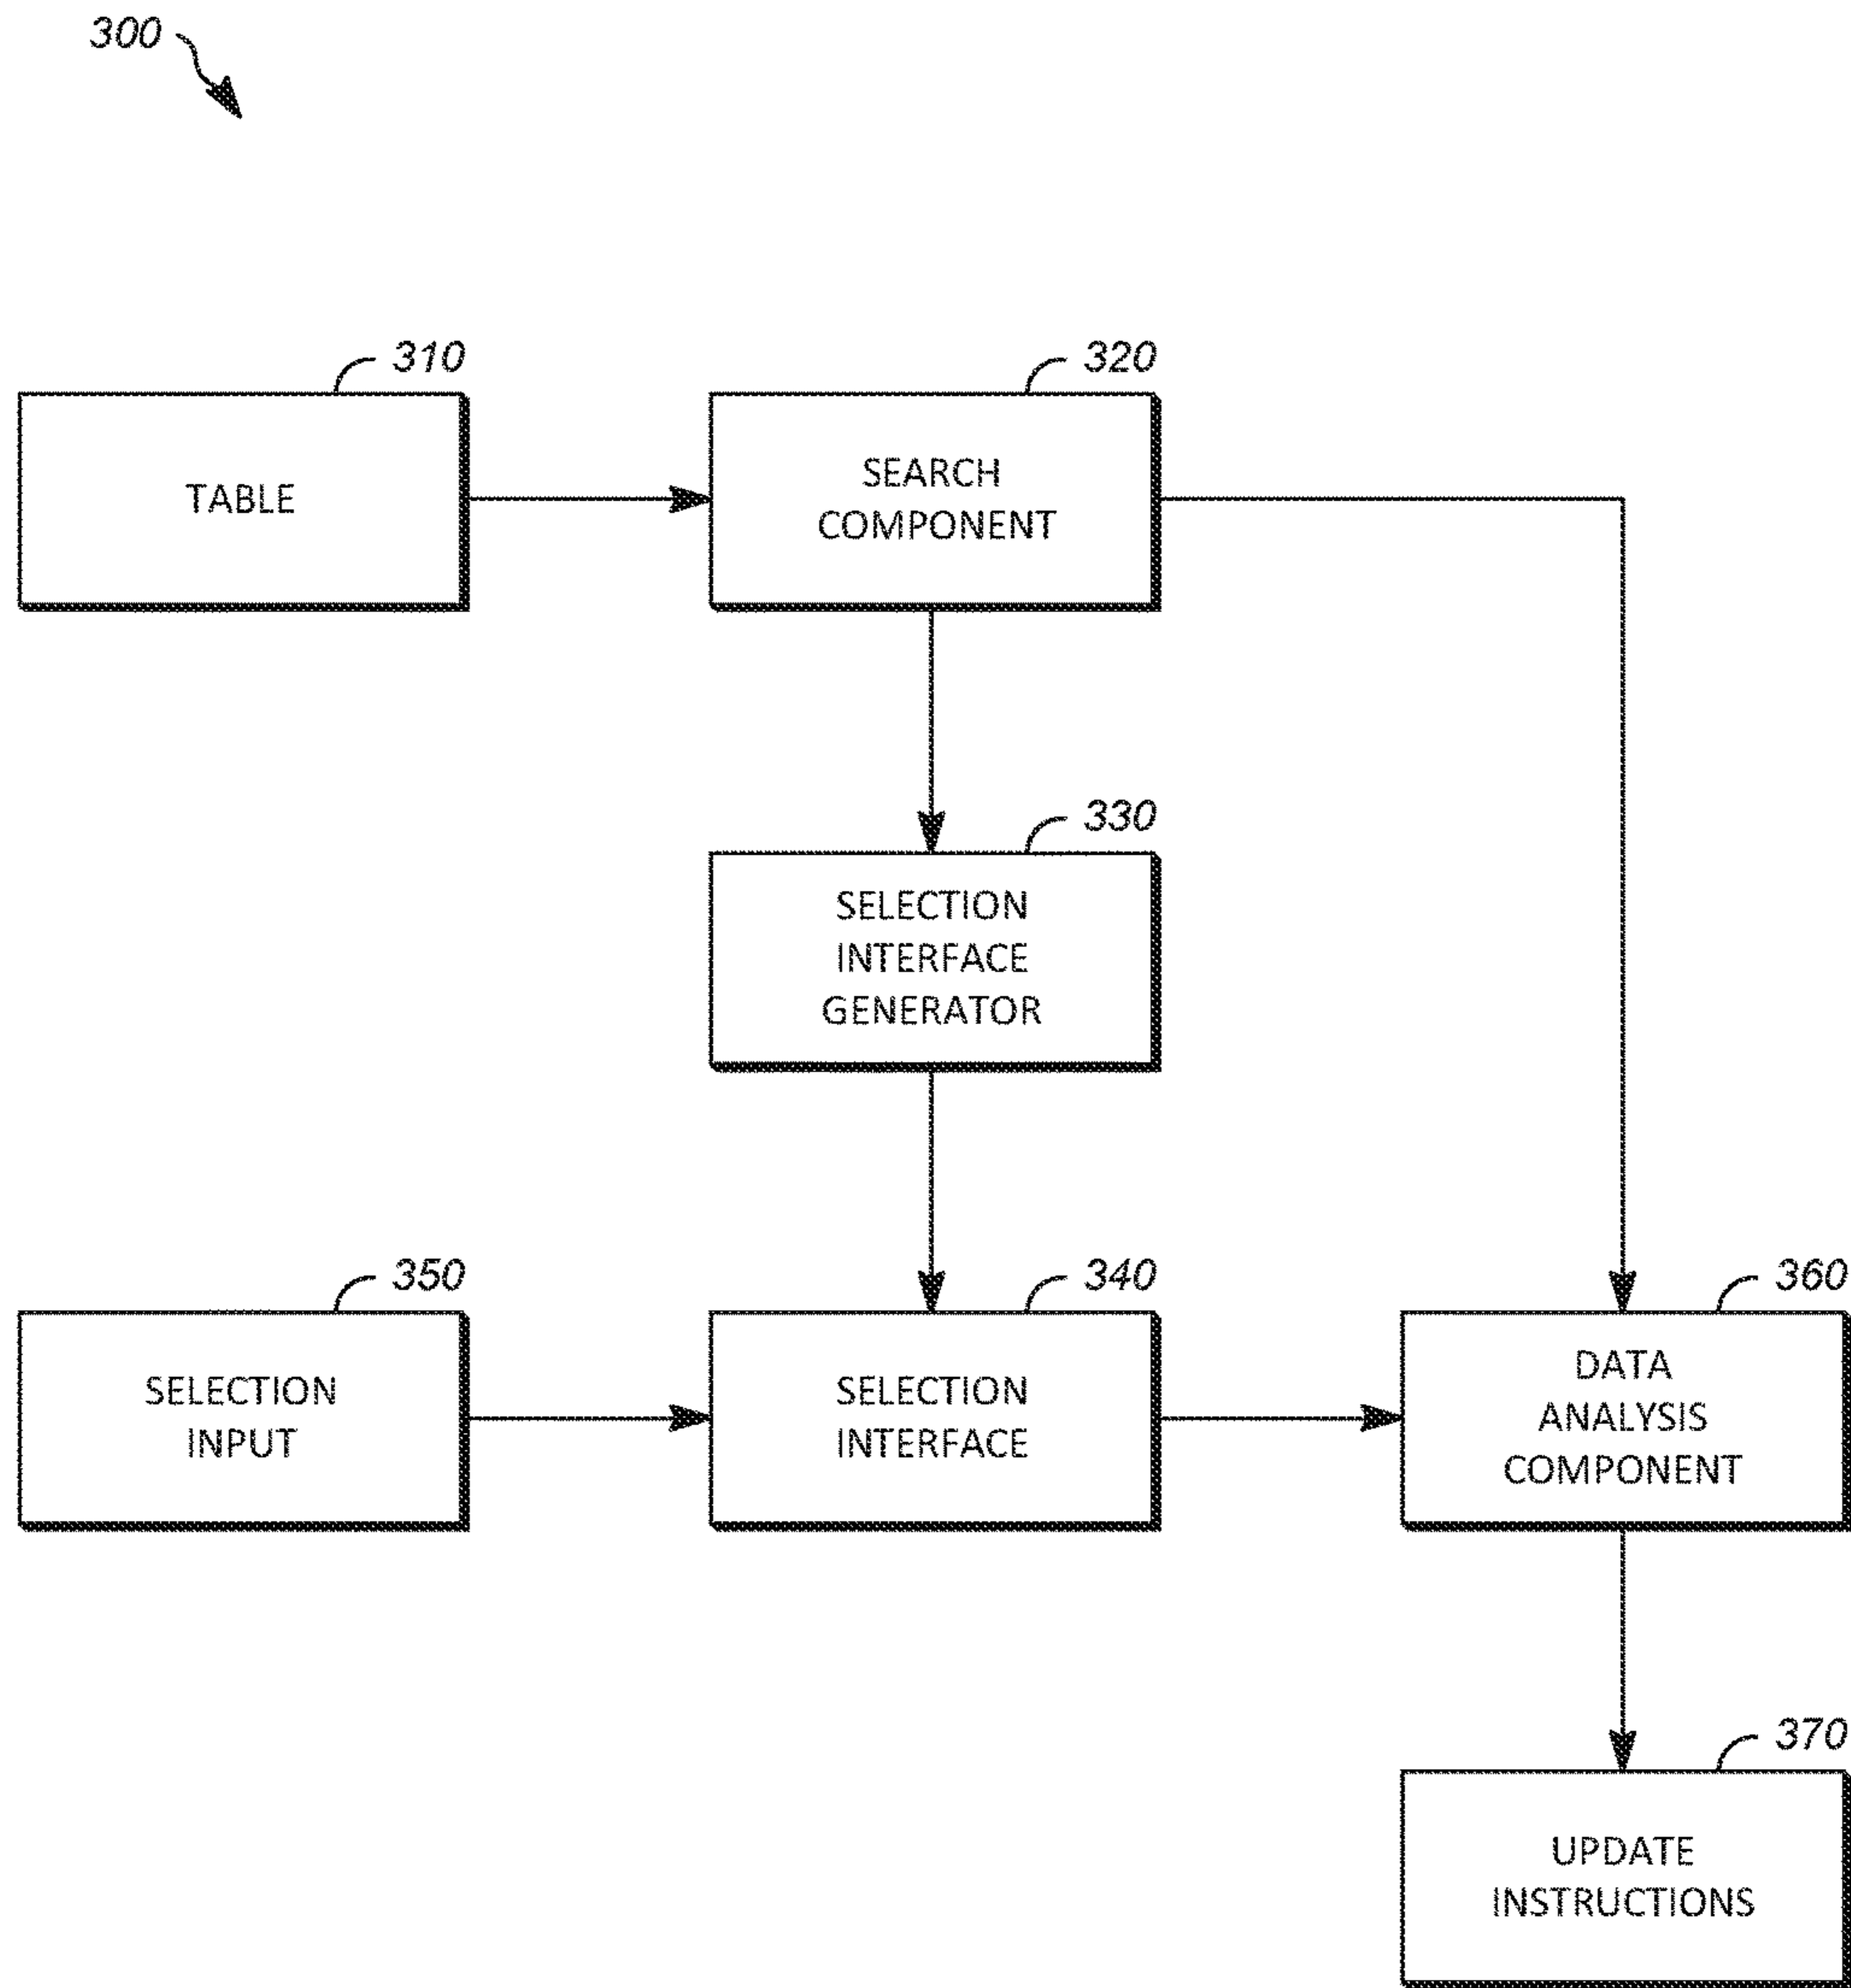 300
310
TABLE
320
SEARCH
COMPONENT
330
SELECTION
INTERFACE
GENERATOR
350
SELECTION
INPUT
340
SELECTION
INTERFACE
360
DATA
ANALYSIS
COMPONENT
370
UPDATE
INSTRUCTIONS